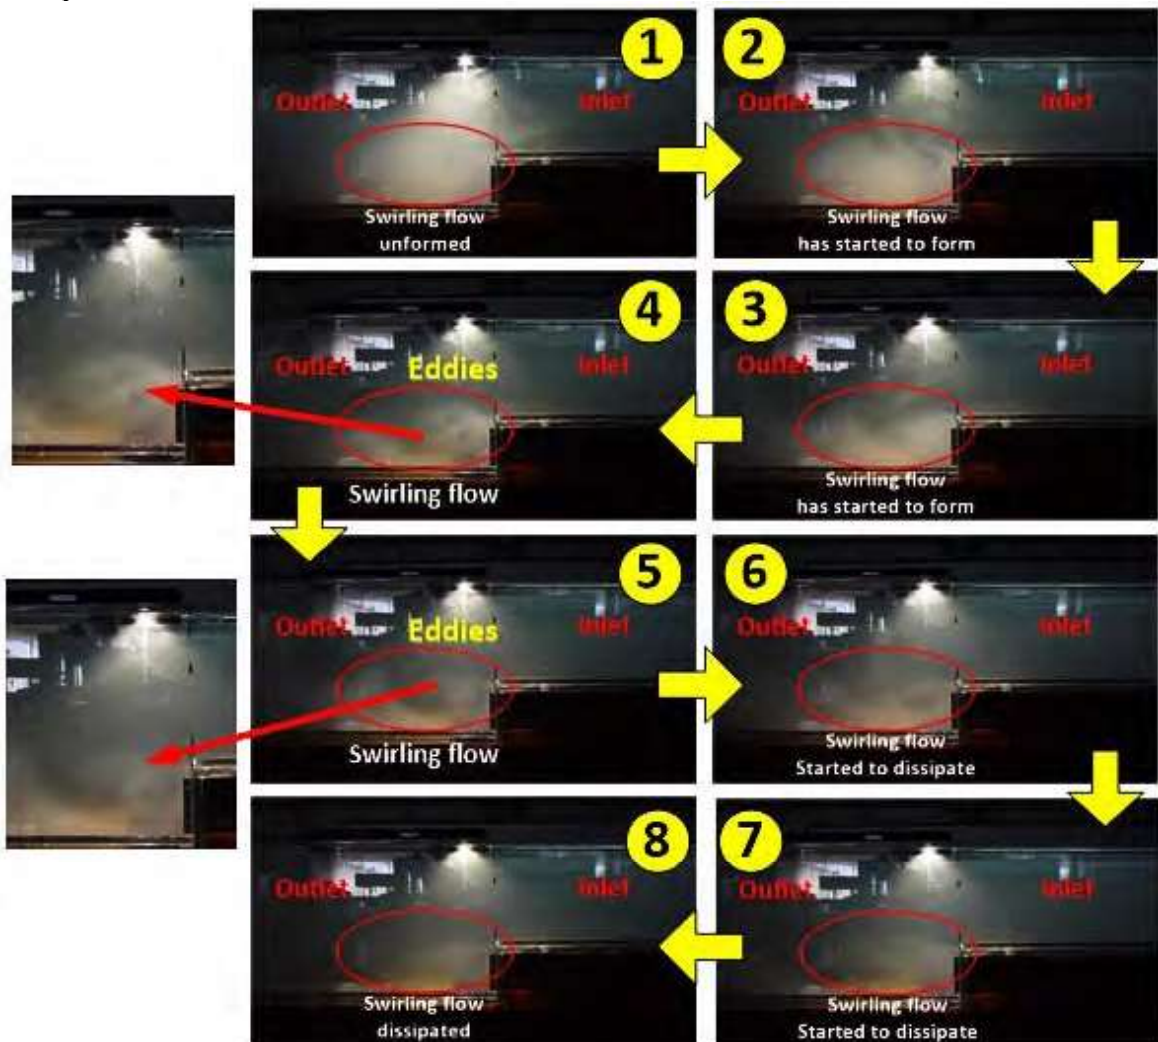 1
Outlet
Inlet
Swirling flow
unformed
2
Outlet
Inlet
Swirling flow
has started to form
3
Outlet
Inlet
Swirling flow
has started to form
4
Outlet
Eddies
Inlet
Swirling flow
5
Outlet
Eddies
Inlet
Swirling flow
6
Outlet
Inlet
Swirling flow
Started to dissipate
7
Outlet
Inlet
Swirling flow
Started to dissipate
8
Outlet
Inlet
Swirling flow
dissipated